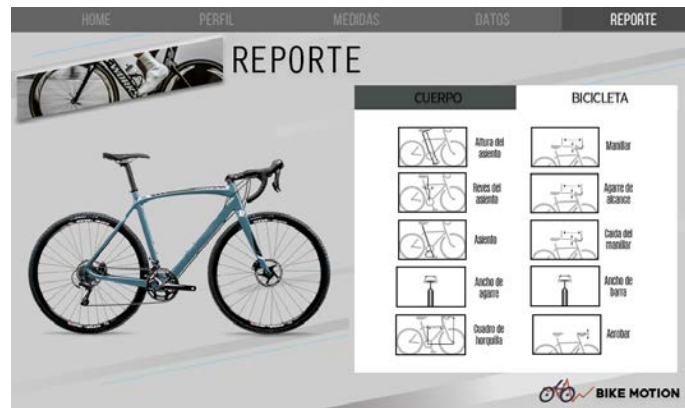 HOME PERFIL MEDIDAS DATOS REPORTE
REPORTE
CUERPO BICICLETA
Altura del
asiento
Manillar
Reves del
asiento
Agarre de
alcance
Asiento
Caida del
manillar
Ancho de
agarre
Ancho de
barra
Cuadro de
horquilla
Aerobar
BIKE MOTION